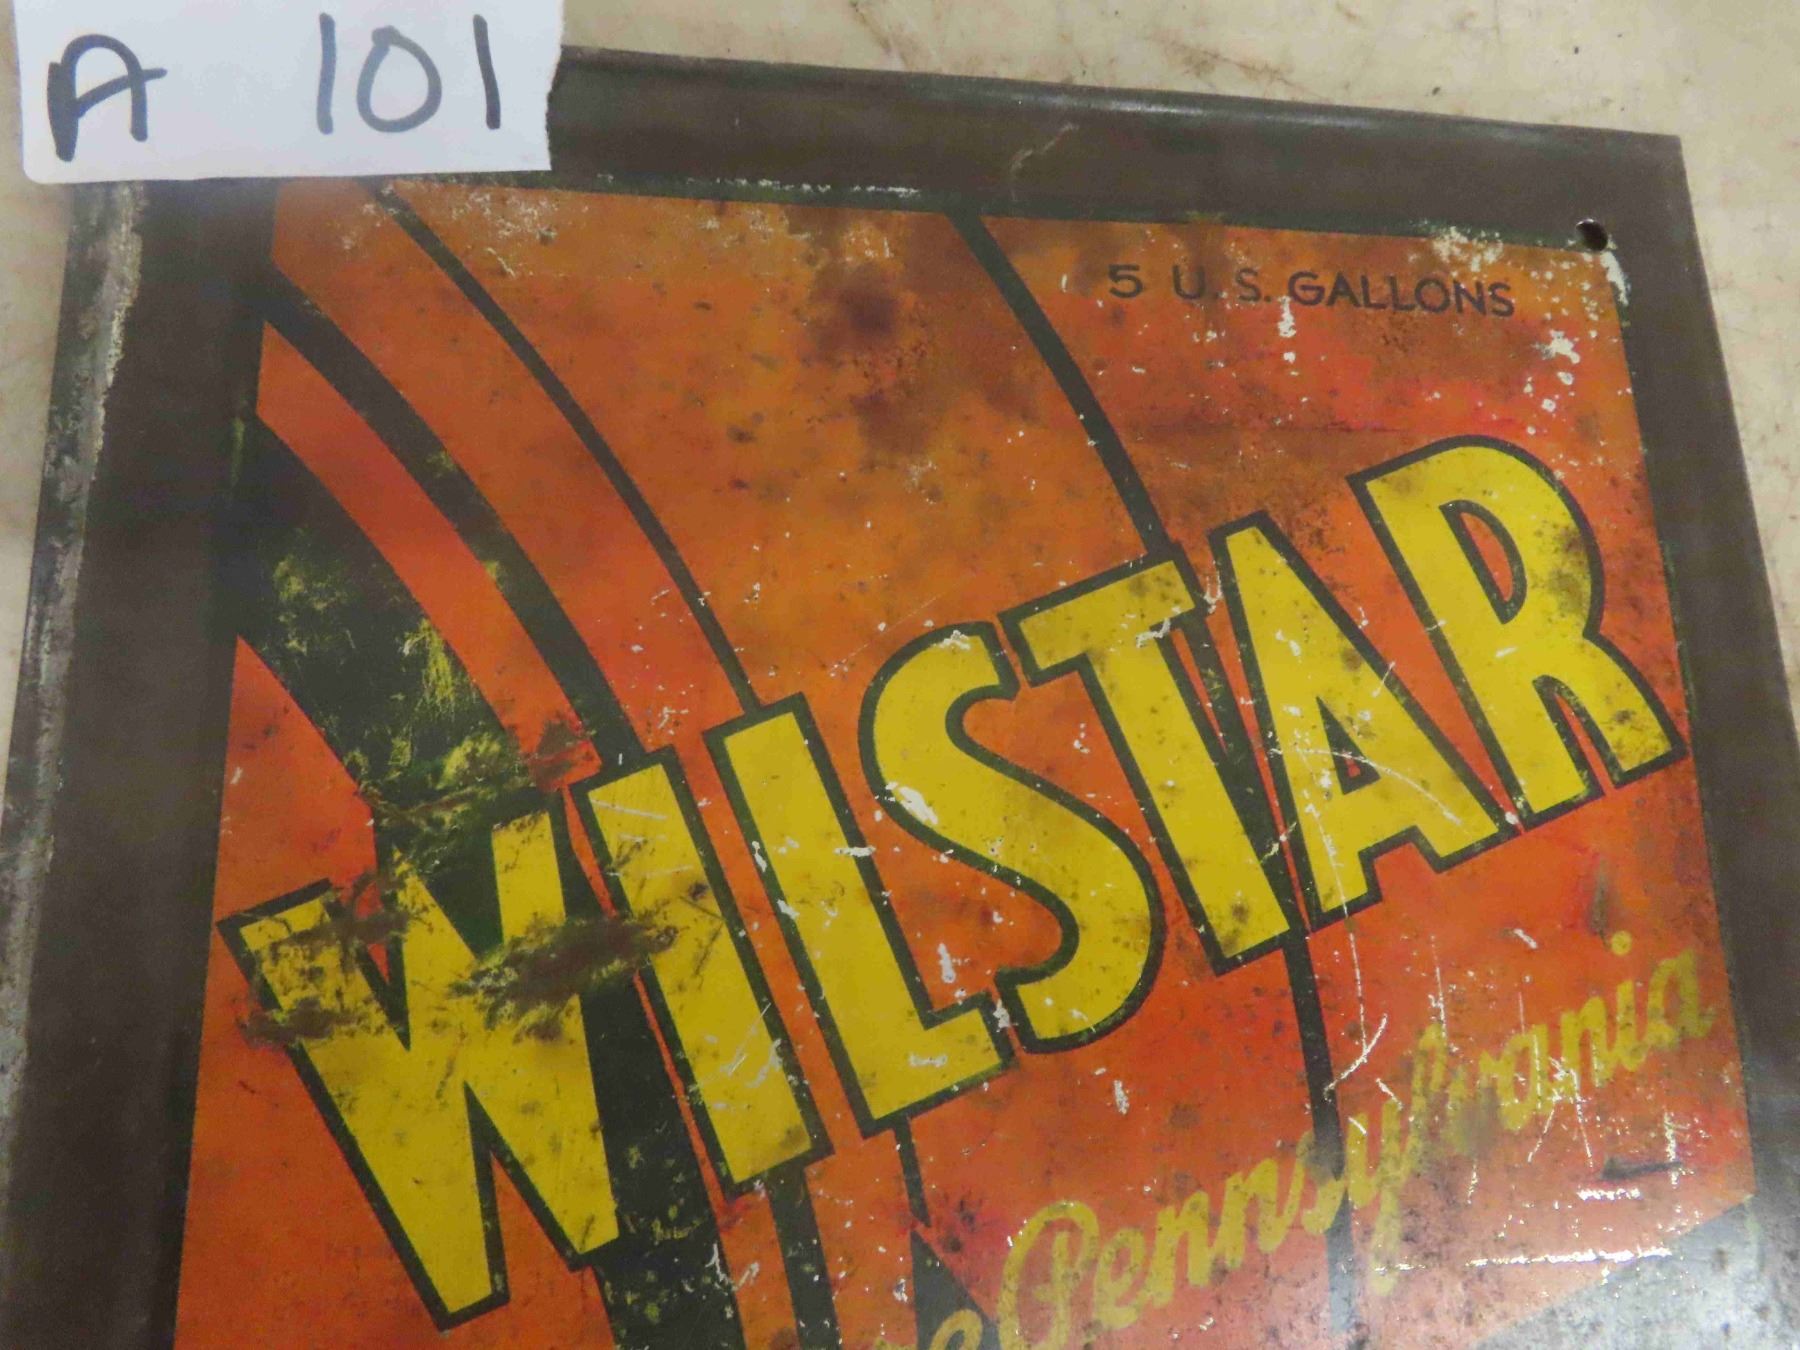 A 101
5 U.S. GALLONS
WILSTAR
Pennsylvania